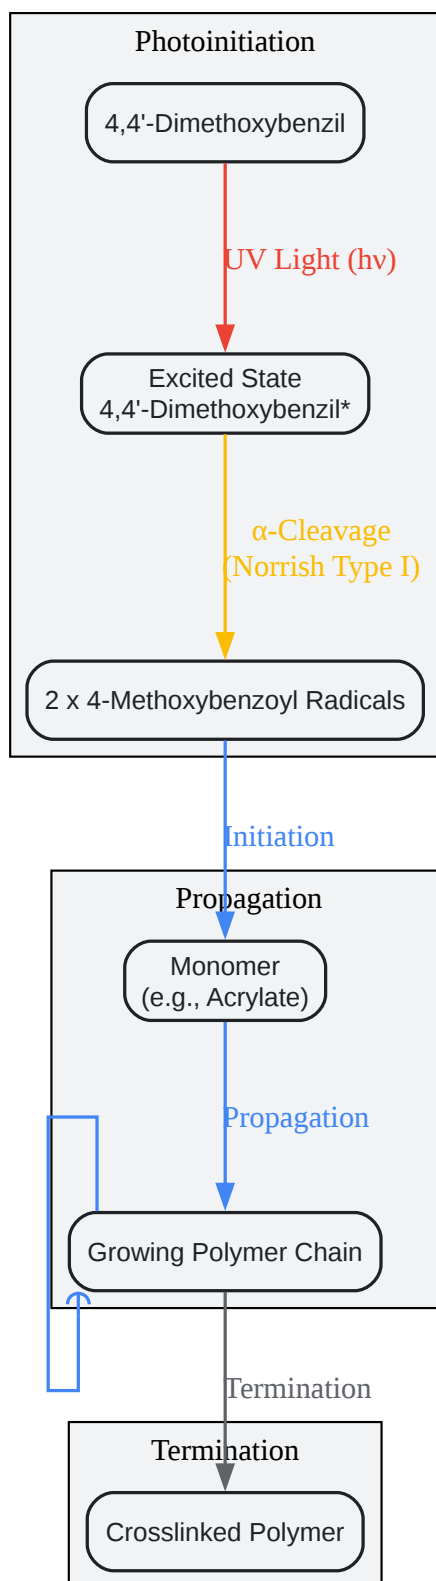 Photoinitiation
4,4'-Dimethoxybenzil
UV Light (hν)
Excited State
4,4'-Dimethoxybenzil*
α-Cleavage
(Norrish Type I)
2 x 4-Methoxybenzoyl Radicals
Initiation
Propagation
Monomer
(e.g., Acrylate)
Propagation
Growing Polymer Chain
Termination
Termination
Crosslinked Polymer